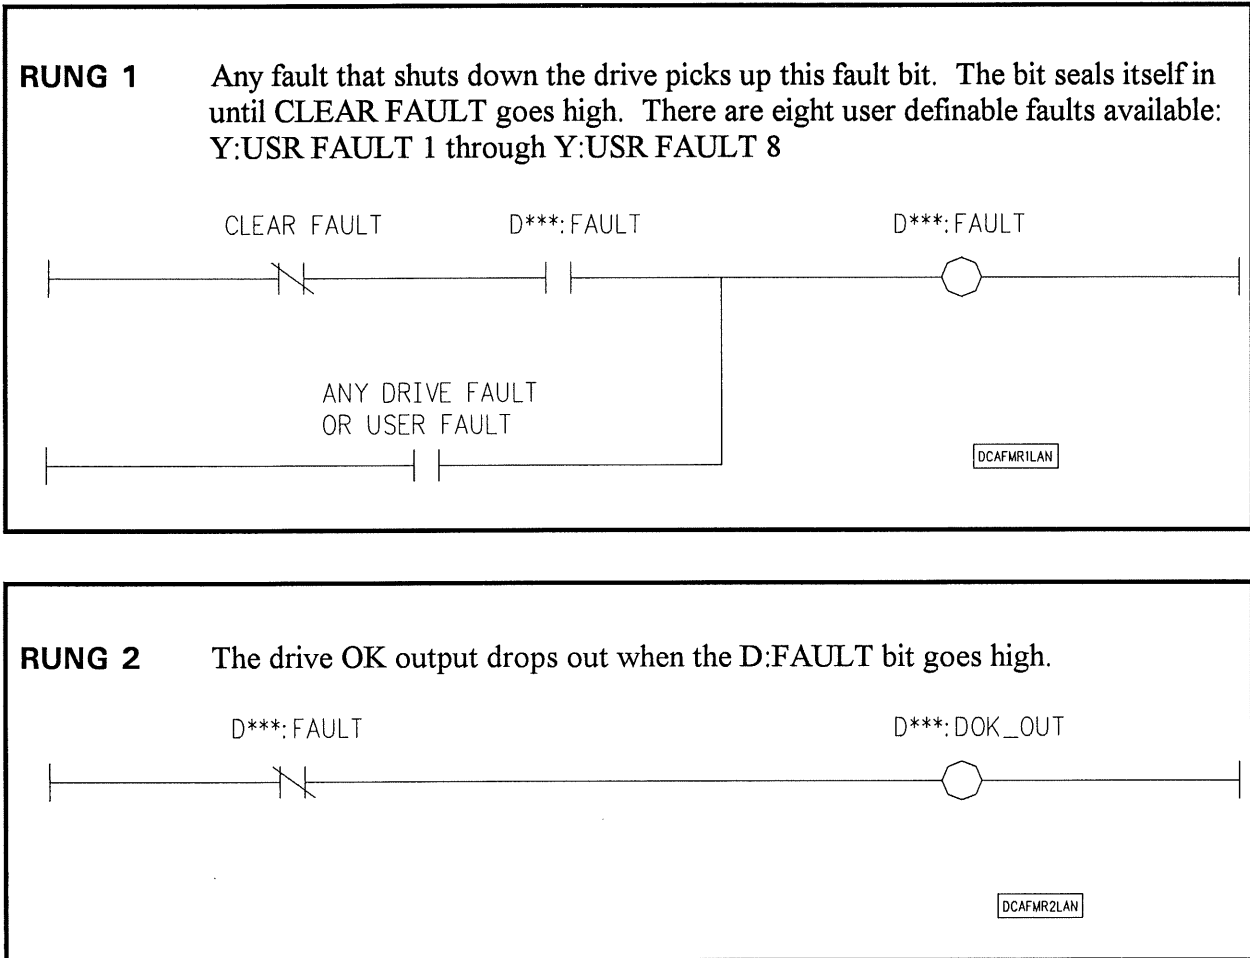 RUNG 1 Any fault that shuts down the drive picks up this fault bit. The bit seals itself in
until CLEAR FAULT goes high. There are eight user definable faults available:
Y:USR FAULT 1 through Y:USR FAULT 8
CLEAR FAULT D***:FAULT D***:FAULT
ANY DRIVE FAULT
OR USER FAULT
DCAFMR1LAN
RUNG 2 The drive OK output drops out when the D:FAULT bit goes high.
D***:FAULT D***:DOK_OUT
DCAFMR2LAN